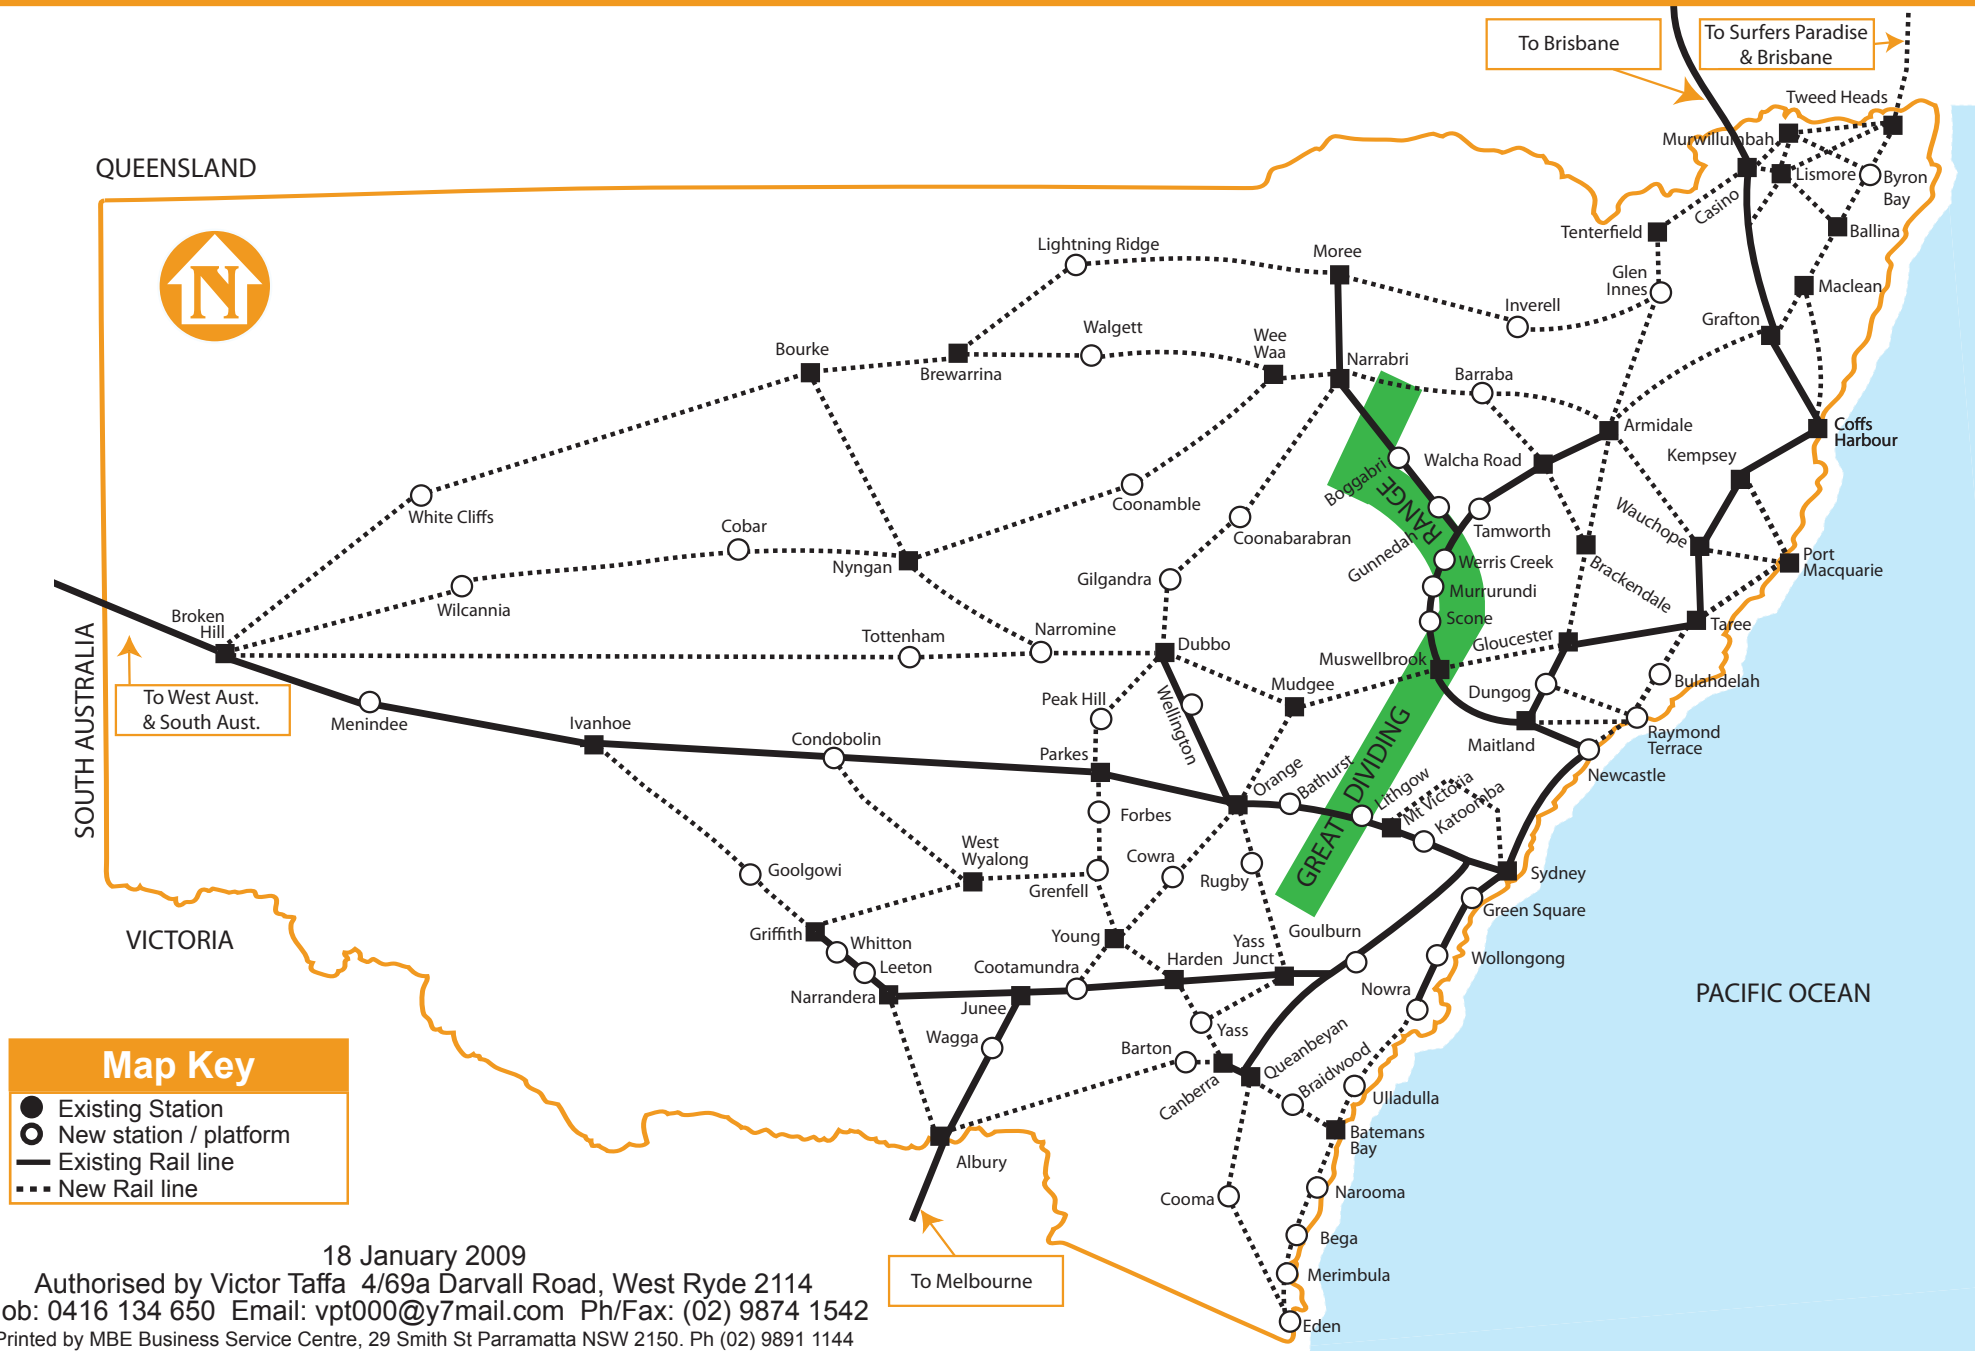 To Brisbane
To Surfers Paradise
& Brisbane
Tweed Heads
Murwillumbah
QUEENSLAND
Lismore
Byron
Bay
Casino
N
Tenterfield
Ballina
Lightning Ridge
Moree
Glen
Innes
Maclean
Inverell
Grafton
Walgett
Wee
Waa
Bourke
Brewarrina
Narrabri
Barraba
Armidale
Coffs
Harbour
Kempsey
Walcha Road
Boggabri
White Cliffs
Coonamble
RANGE
Tamworth
Wauchope
Cobar
Coonabarabran
Gunnedah
Nyngan
Werris Creek
Port
Macquarie
Gilgandra
Murrurundi
Brackendale
Wilcannia
Scone
Broken
Hill
SOUTH AUSTRALIA
Tottenham
Narromine
Dubbo
Gloucester
Taree
Muswellbrook
To West Aust.
& South Aust.
Menindee
Peak Hill
Wellington
Mudgee
Dungog
Bulahdelah
Ivanhoe
Condobolin
Raymond
Terrace
Maitland
Parkes
Orange
Bathurst
GREAT DIVIDING
Lithgow
Mt Victoria
Katoomba
Newcastle
Forbes
West
Wyalong
Cowra
Rugby
Goolgowi
Grenfell
Sydney
Green Square
VICTORIA
Griffith
Whitton
Leeton
Young
Goulburn
Yass
Junct
Harden
Cootamundra
Wollongong
Narrandera
Junee
Nowra
PACIFIC OCEAN
Wagga
Yass
Barton
Queanbeyan
Canberra
Braidwood
Ulladulla
Batemans
Bay
Albury
Cooma
Narooma
Bega
Merimbula
Eden
To Melbourne
Map Key
Existing Station
New station / platform
Existing Rail line
New Rail line
18 January 2009
Authorised by Victor Taffa 4/69a Darvall Road, West Ryde 2114
ob: 0416 134 650 Email: vpt000@y7mail.com Ph/Fax: (02) 9874 1542
Printed by MBE Business Service Centre, 29 Smith St Parramatta NSW 2150. Ph (02) 9891 1144